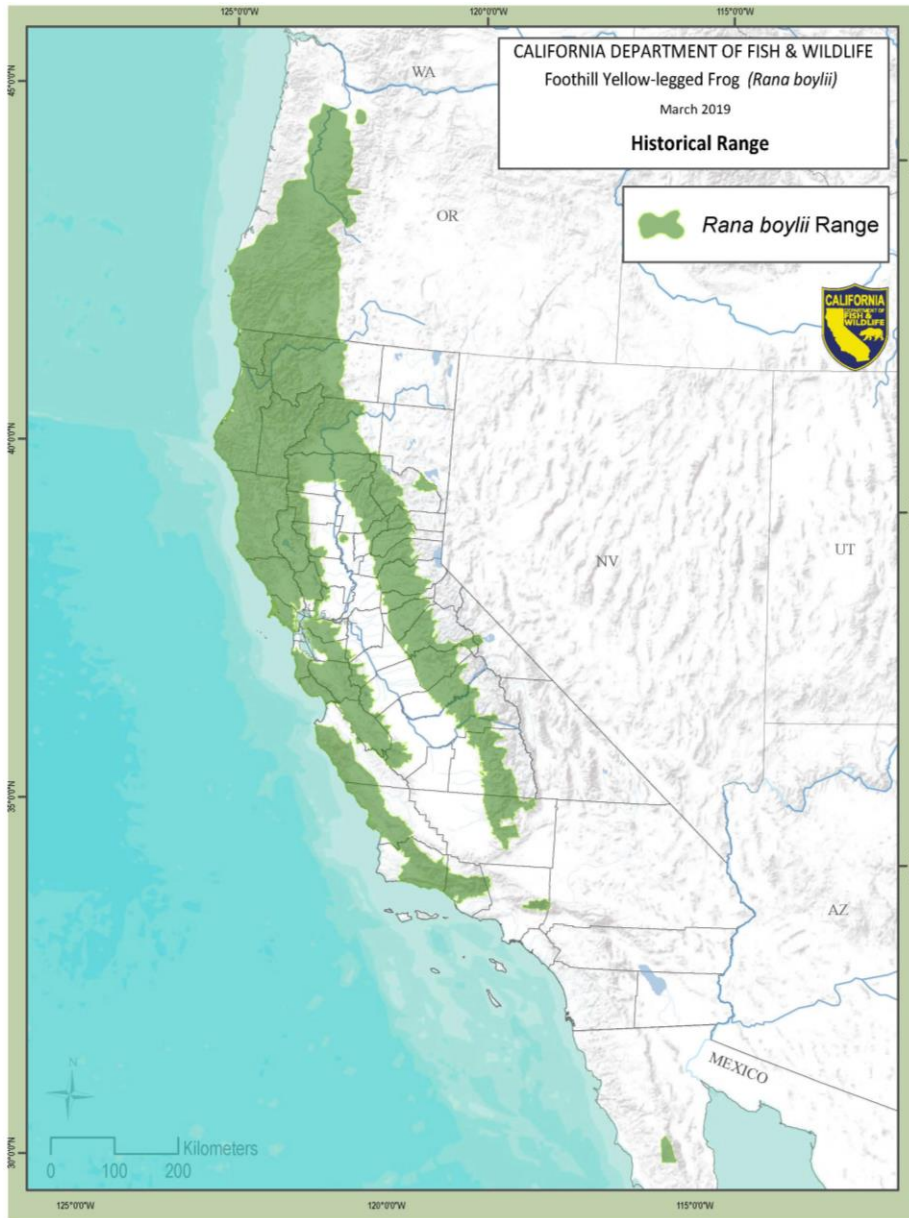 125°0'0"W
120°0'0"W
115°0'0"W
CALIFORNIA DEPARTMENT OF FISH & WILDLIFE
Foothill Yellow-legged Frog (Rana boylii)
March 2019
Historical Range
WA
45°0'0"N
Rana boylii Range
OR
CALIFORNIA
DEPARTMENT OF
FISH &
WILDLIFE
40°0'0"N
NV
UT
35°0'0"N
AZ
MEXICO
N
Kilometers
0 100 200
30°0'0"N
125°0'0"W
120°0'0"W
115°0'0"W